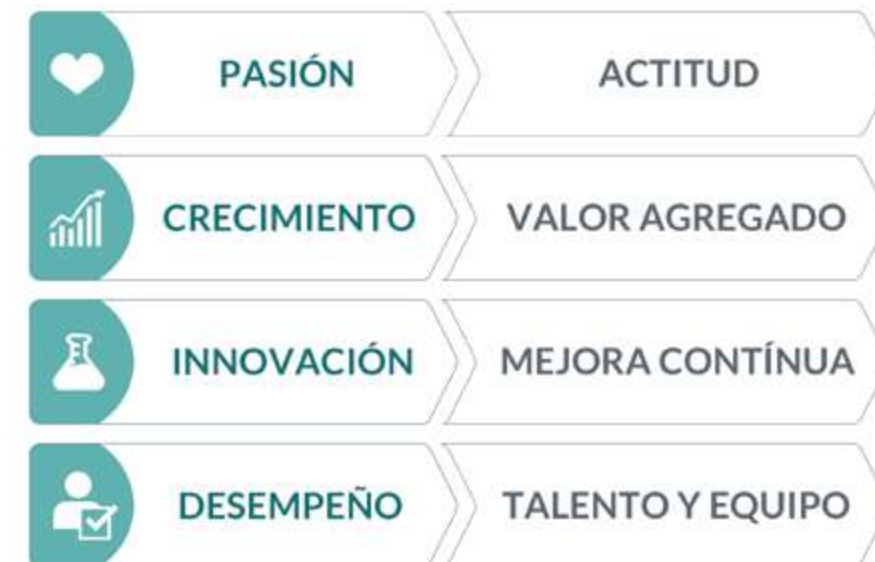 PASIÓN
ACTITUD
CRECIMIENTO
VALOR AGREGADO
INNOVACIÓN
MEJORA CONTÍNUA
DESEMPEÑO
TALENTO Y EQUIPO